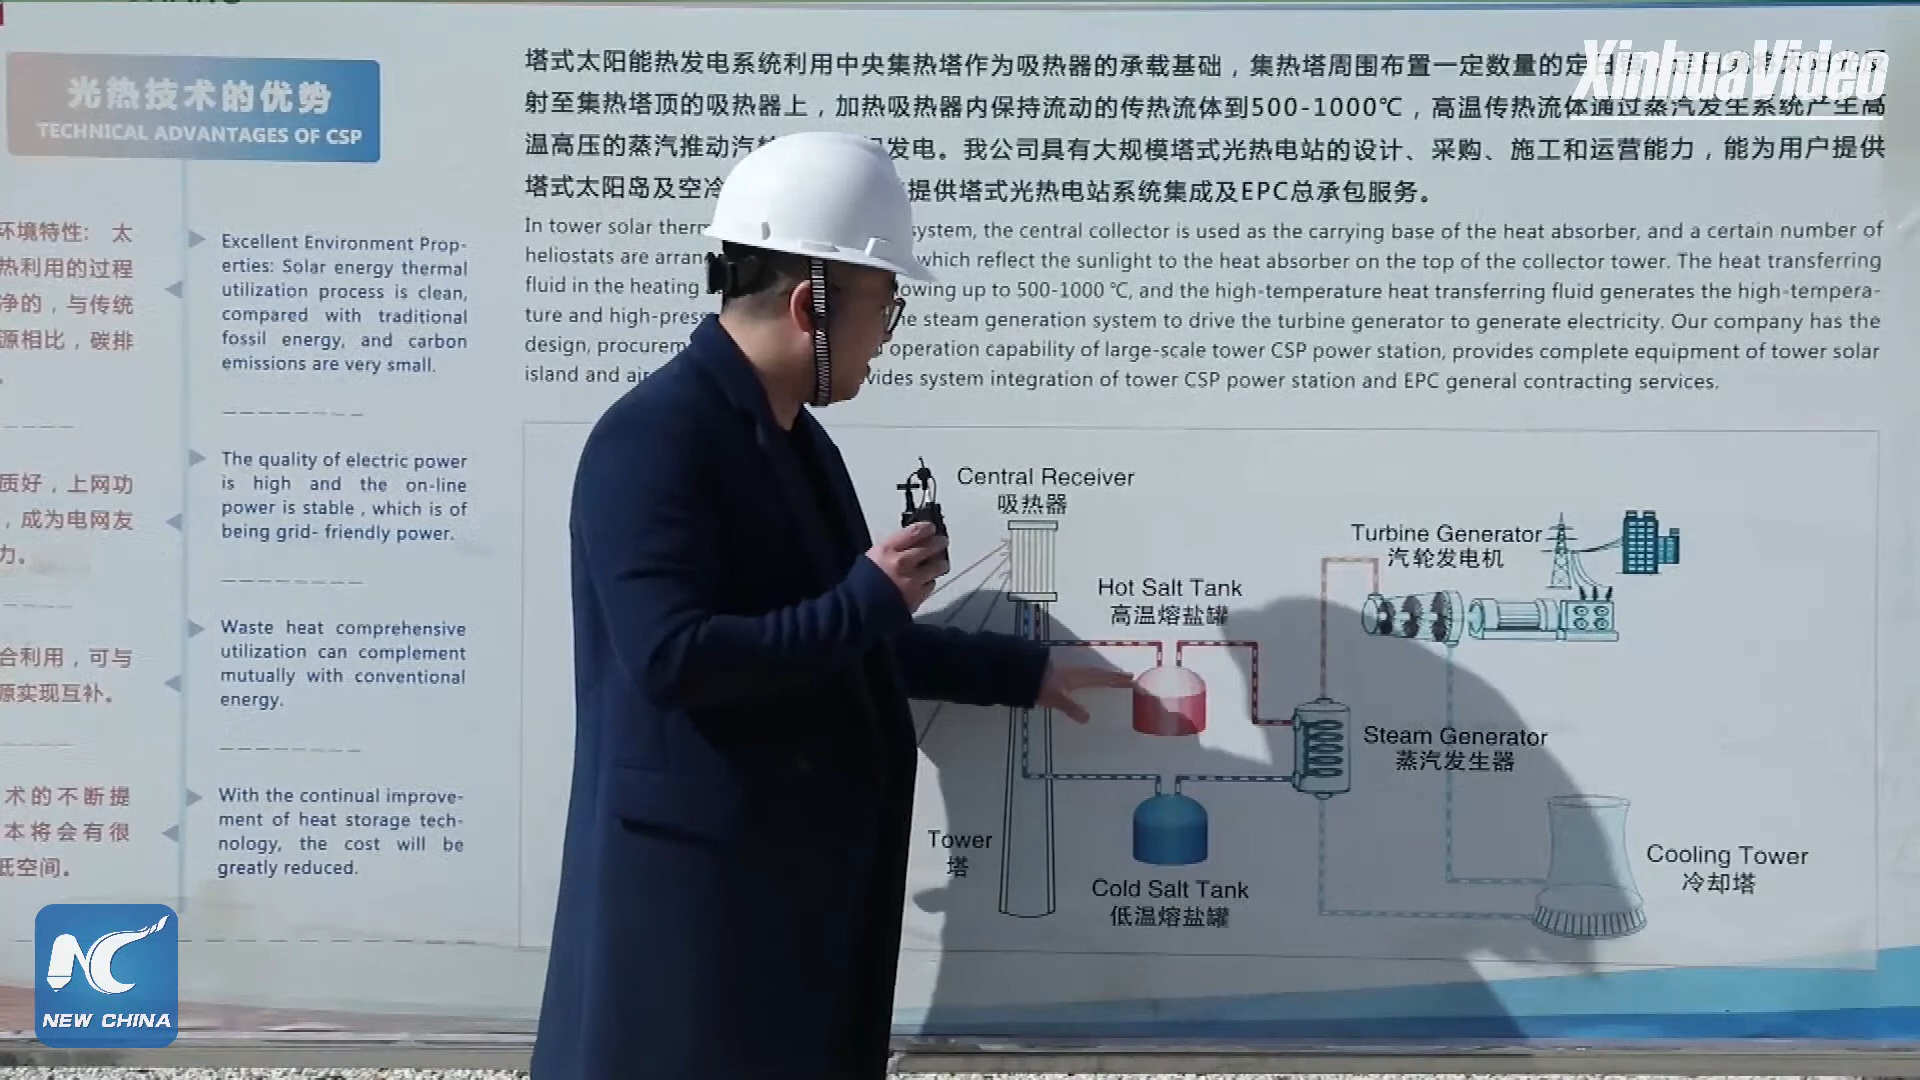 光热技术的优势
TECHNICAL ADVANTAGES OF CSP
环境特性: 太
热利用的过程
净的，与传统
源相比，碳排
Excellent Environment Prop-
erties: Solar energy thermal
utilization process is clean,
compared with traditional
fossil energy, and carbon
emissions are very small.
质好，上网功
，成为电网友
力。
The quality of electric power
is high and the on-line
power is stable , which is of
being grid- friendly power.
合利用，可与
源实现互补。
Waste heat comprehensive
utilization can complement
mutually with conventional
energy.
术的不断提
本将会有很
低空间。
With the continual improve-
ment of heat storage tech-
nology, the cost will be
greatly reduced.
塔式太阳能热发电系统利用中央集热塔作为吸热器的承载基础，集热塔周围布置一定数量的定日
射至集热塔顶的吸热器上，加热吸热器内保持流动的传热流体到500-1000℃，高温传热流体通过蒸汽发生系统产生高
温高压的蒸汽推动汽 发电。我公司具有大规模塔式光热电站的设计、采购、施工和运营能力，能为用户提供
塔式太阳岛及空冷 提供塔式光热电站系统集成及EPC总承包服务。
In tower solar system, the central collector is used as the carrying base of the heat absorber, and a certain number of
heliostats are which reflect the sunlight to the heat absorber on the top of the collector tower. The heat transferring
fluid in the heating up to 500-1000 ℃, and the high-temperature heat transferring fluid generates the high-tempera-
ture and steam generation system to drive the turbine generator to generate electricity. Our company has the
design, operation capability of large-scale tower CSP power station, provides complete equipment of tower solar
island and system integration of tower CSP power station and EPC general contracting services.
Central Receiver
吸热器
Turbine Generator
汽轮发电机
Hot Salt Tank
高温熔盐罐
Steam Generator
蒸汽发生器
Tower
塔
Cold Salt Tank
低温熔盐罐
Cooling Tower
冷却塔
XinhuaVideo
NC
NEW CHINA